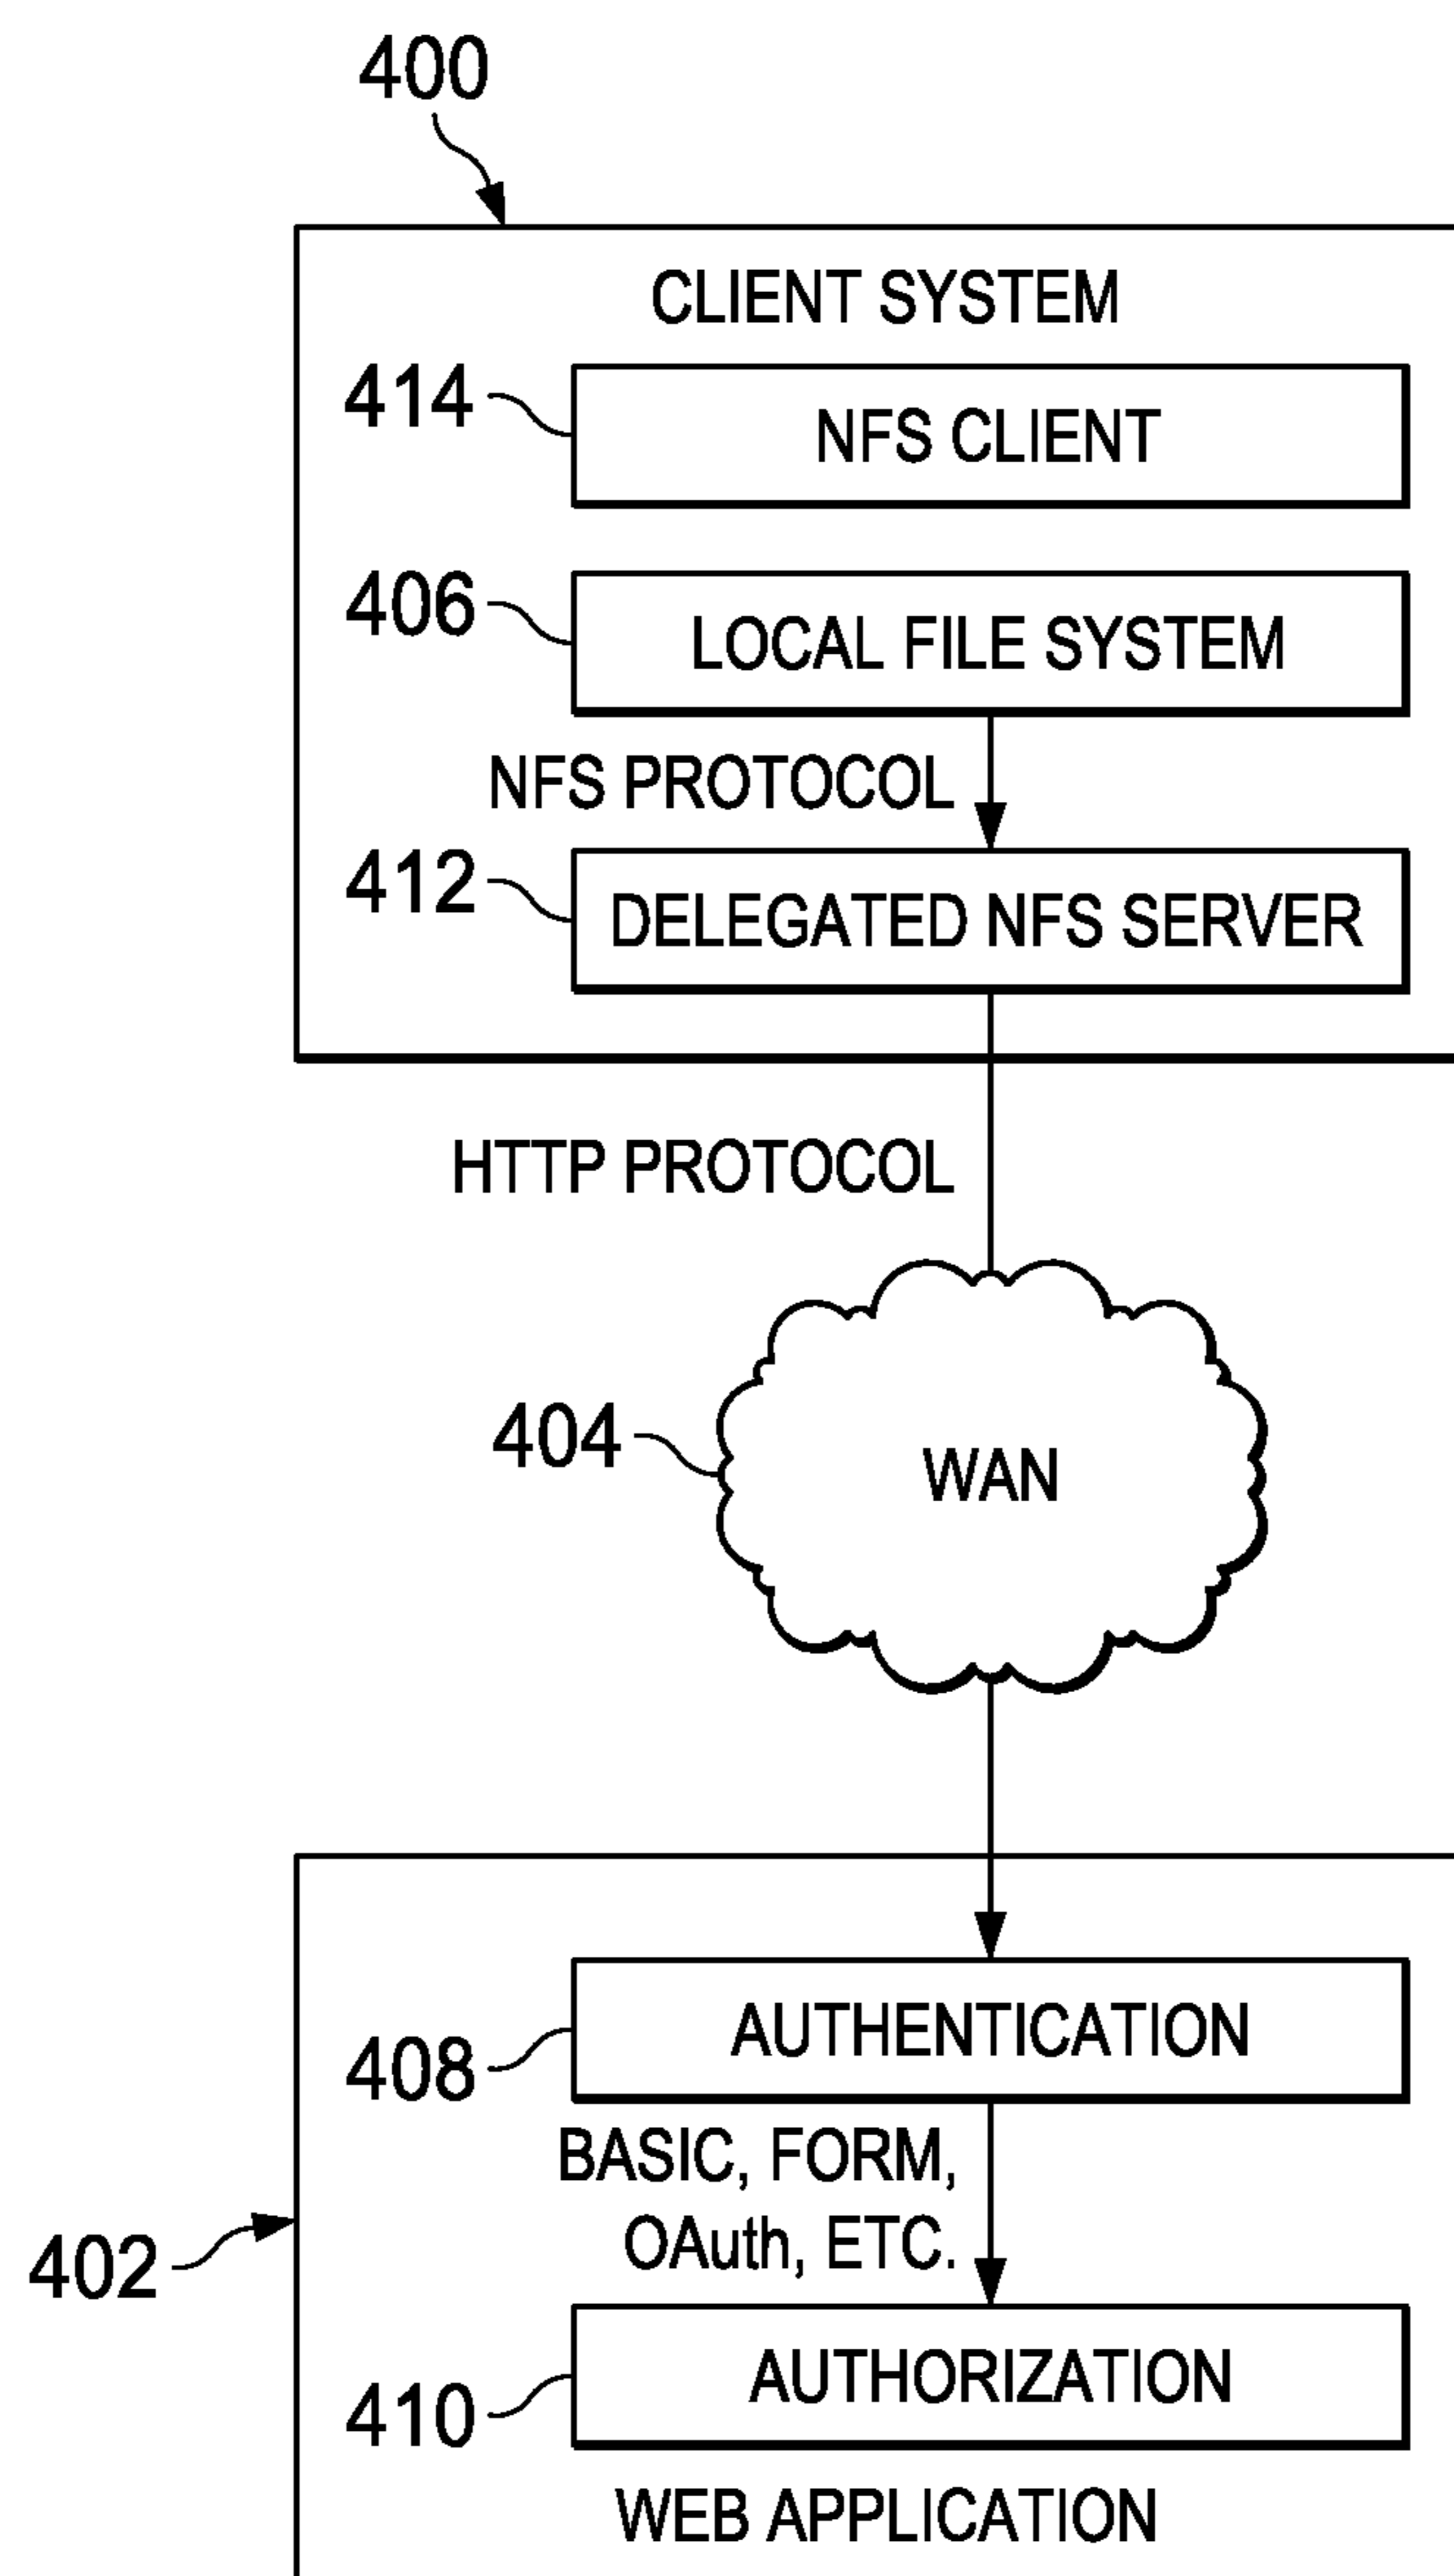 400
CLIENT SYSTEM
414
NFS CLIENT
406
LOCAL FILE SYSTEM
NFS PROTOCOL
412
DELEGATED NFS SERVER
HTTP PROTOCOL
404
WAN
AUTHENTICATION
408
BASIC, FORM,
OAuth, ETC.
402
AUTHORIZATION
410
WEB APPLICATION